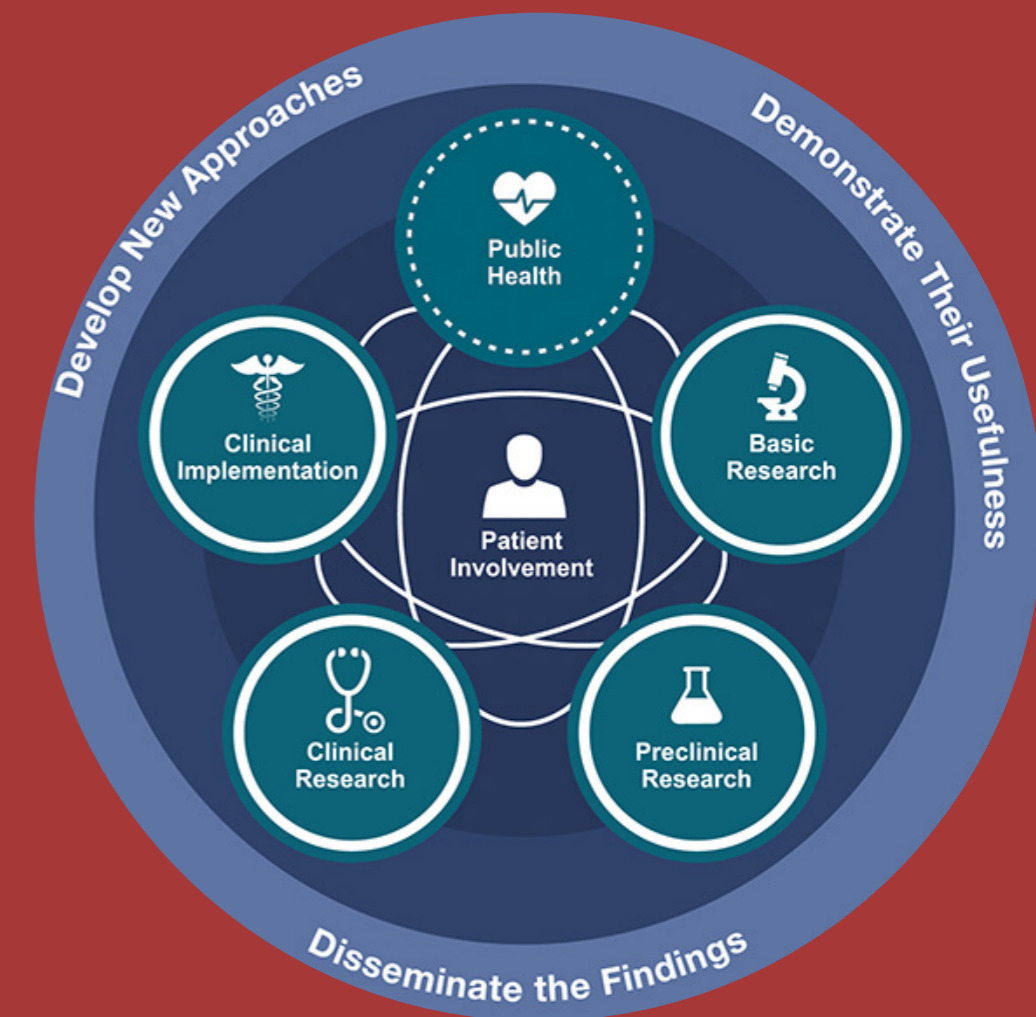 Develop New Approaches
Demonstrate Their Usefulness
Public
Health
Clinical
Implementation
Basic
Research
Patient
Involvement
Clinical
Research
Preclinical
Research
Disseminate the Findings